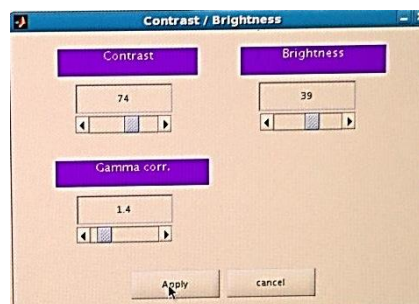 Contrast / Brightness
Contrast
Brightness
74
39
Gamma corr.
1.4
Apply
cancel